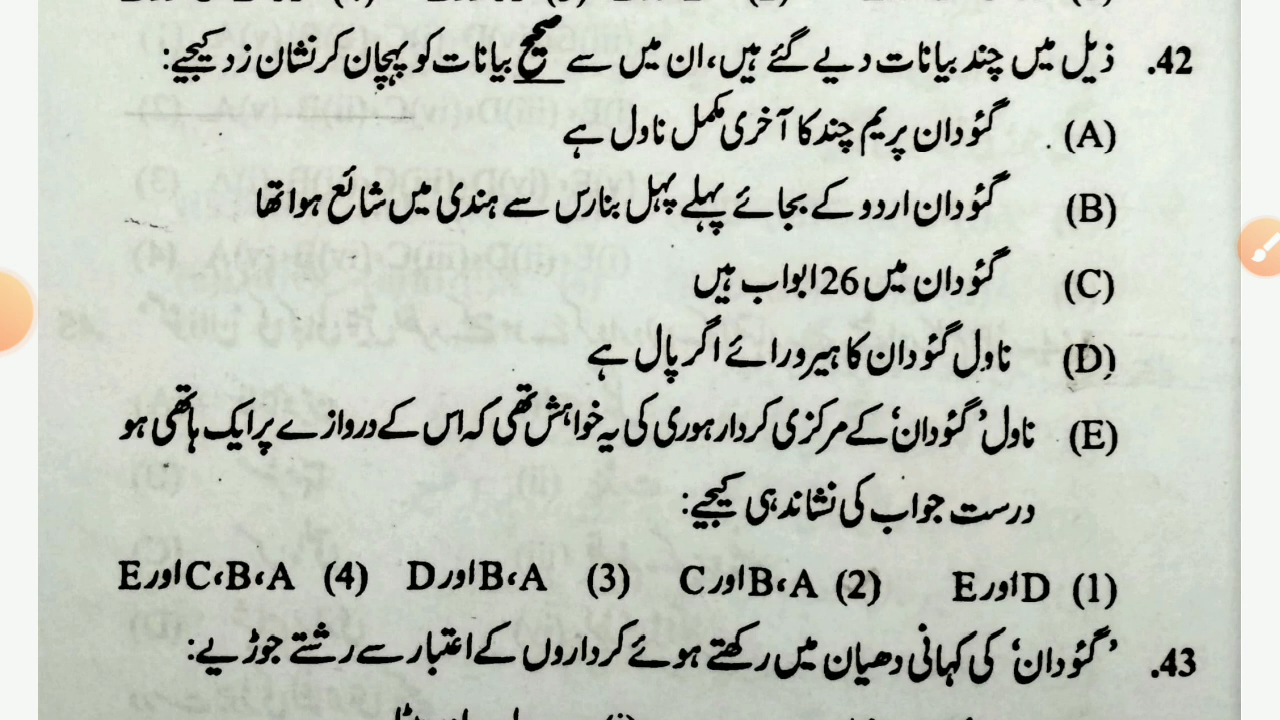 42. ذیل میں چند بیانات دیے گئے ہیں، ان میں سے صحیح بیانات کو پہچان کر نشان زد کیجیے:
(A) گئودان پریم چند کا آخری مکمل ناول ہے
(B) گئودان اردو کے بجائے پہلے پہل بنارس سے ہندی میں شائع ہوا تھا
(C) گئودان میں 26 ابواب ہیں
(D) ناول گئودان کا ہیرو رائے اگر پال ہے
(E) ناول 'گئودان' کے مرکزی کردار ہوری کی یہ خواہش تھی کہ اس کے دروازے پر ایک ہاتھی ہو
درست جواب کی نشاندہی کیجیے:
(1) D اور E (2) A، B اور C (3) A، B اور D (4) A، B، C اور E
43. 'گئودان' کی کہانی دھیان میں رکھتے ہوئے کرداروں کے اعتبار سے رشتے جوڑیے: